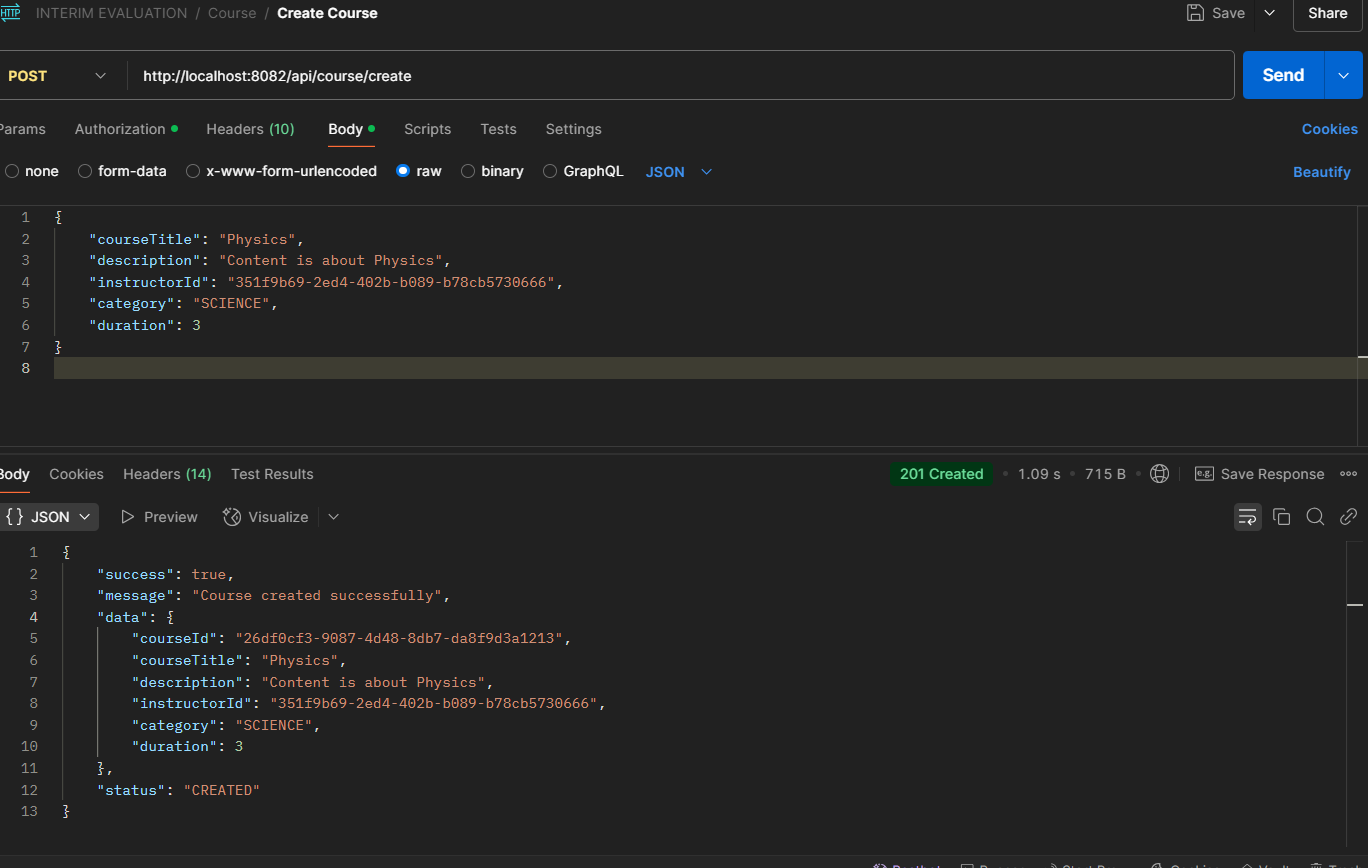 HTTP INTERIM EVALUATION / Course / Create Course Save Share
POST http://localhost:8082/api/course/create Send
Params Authorization Headers (10) Body Scripts Tests Settings Cookies
none form-data x-www-form-urlencoded raw binary GraphQL JSON Beautify
1 {
2 "courseTitle": "Physics",
3 "description": "Content is about Physics",
4 "instructorId": "351f9b69-2ed4-402b-b089-b78cb5730666",
5 "category": "SCIENCE",
6 "duration": 3
7 }
8
Body Cookies Headers (14) Test Results 201 Created 1.09 s 715 B e.g. Save Response
{} JSON Preview Visualize
1 {
2 "success": true,
3 "message": "Course created successfully",
4 "data": {
5 "courseId": "26df0cf3-9087-4d48-8db7-da8f9d3a1213",
6 "courseTitle": "Physics",
7 "description": "Content is about Physics",
8 "instructorId": "351f9b69-2ed4-402b-b089-b78cb5730666",
9 "category": "SCIENCE",
10 "duration": 3
11 },
12 "status": "CREATED"
13 }